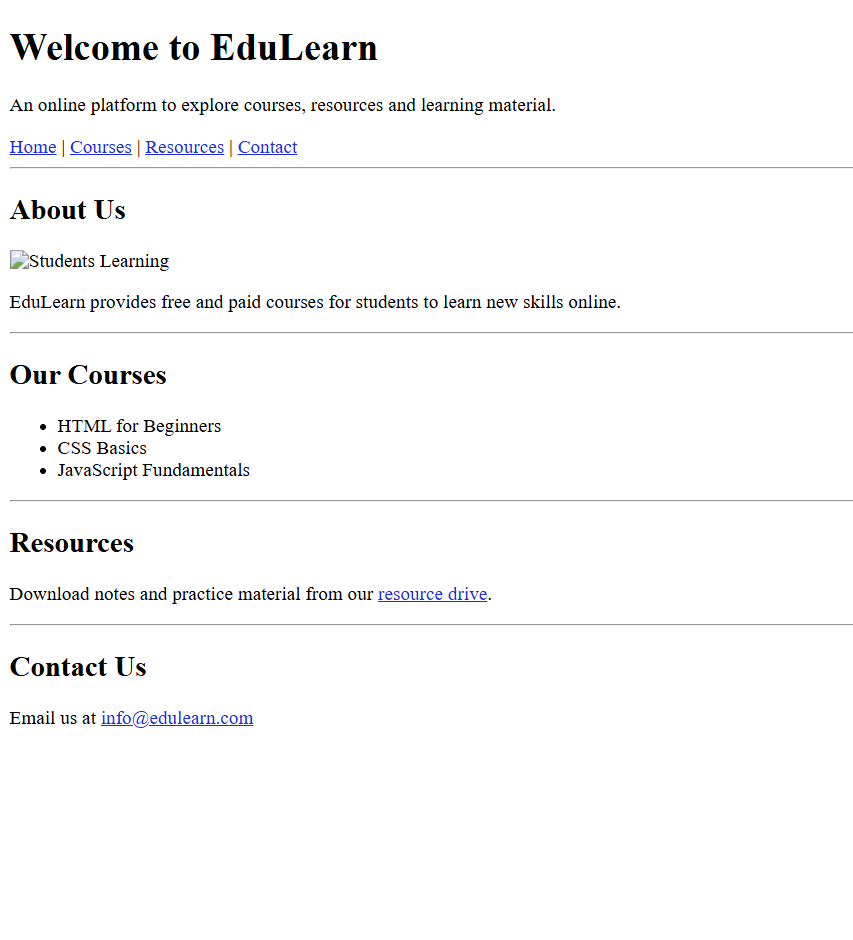 Welcome to EduLearn
An online platform to explore courses, resources and learning material.
Home | Courses | Resources | Contact
About Us
Students Learning
EduLearn provides free and paid courses for students to learn new skills online.
Our Courses
• HTML for Beginners
• CSS Basics
• JavaScript Fundamentals
Resources
Download notes and practice material from our resource drive.
Contact Us
Email us at info@edulearn.com